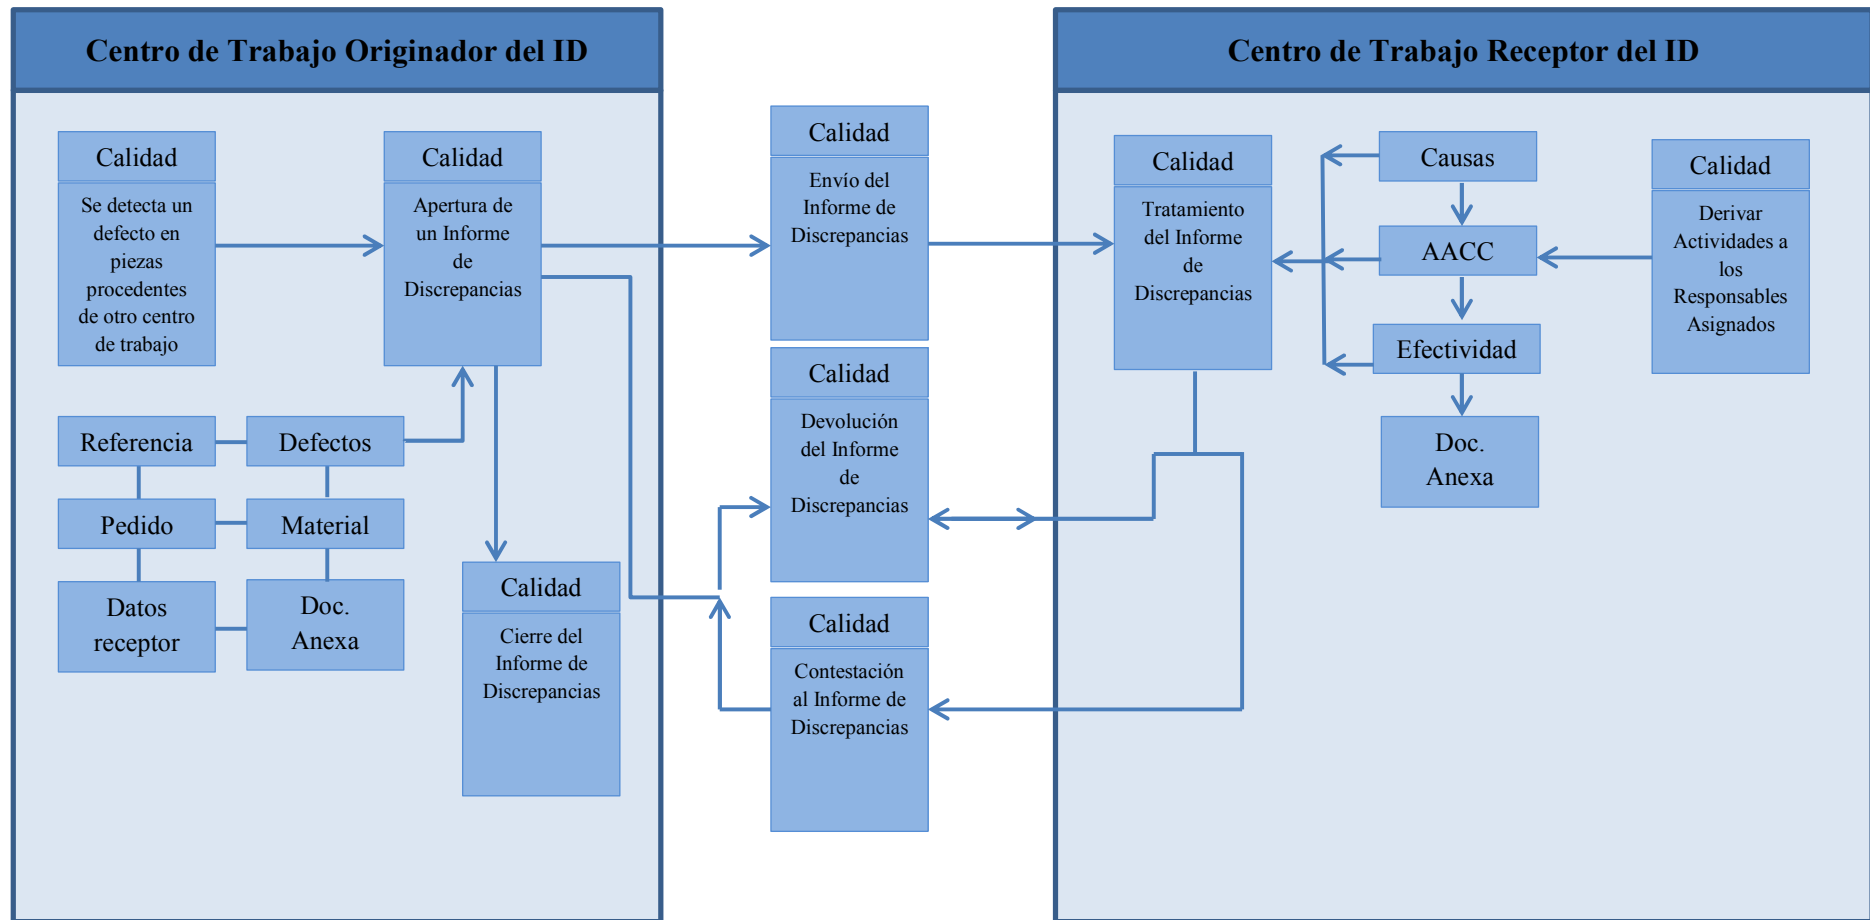 Centro de Trabajo Originador del ID
Calidad
Se detecta un
defecto en
piezas
procedentes
de otro centro
de trabajo
Calidad
Apertura de
un Informe
de
Discrepancias
Referencia
Defectos
Pedido
Material
Datos
receptor
Doc.
Anexa
Calidad
Cierre del
Informe de
Discrepancias
Calidad
Envío del
Informe de
Discrepancias
Calidad
Devolución
del Informe
de
Discrepancias
Calidad
Contestación
al Informe de
Discrepancias
Centro de Trabajo Receptor del ID
Calidad
Tratamiento
del Informe
de
Discrepancias
Causas
AACC
Efectividad
Doc.
Anexa
Calidad
Derivar
Actividades a
los
Responsables
Asignados